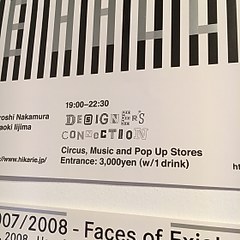 19:00–22:30
DESIGNER'S
CONNECTION
roshi Nakamura
aoki Iijima
Circus, Music and Pop Up Stores
Entrance: 3,000yen (w/1 drink)
/www.hikarie.jp/
007/2008 - Faces of Exis